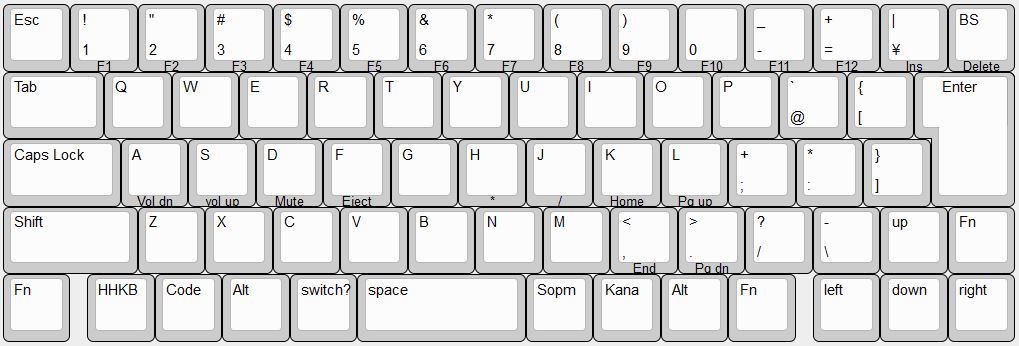 Esc ! " # $ % & * ( ) _ + | BS
1 2 3 4 5 6 7 8 9 0 - = ¥
F1 F2 F3 F4 F5 F6 F7 F8 F9 F10 F11 F12 Ins Delete
Tab Q W E R T Y U I O P ` { Enter
@ [
Caps Lock A S D F G H J K L + * }
; : ]
Vol dn vol up Mute Eject * / Home Pg up
Shift Z X C V B N M < > ? - up Fn
, . / \
End Pg dn
Fn HHKB Code Alt switch? space Sopm Kana Alt Fn left down right